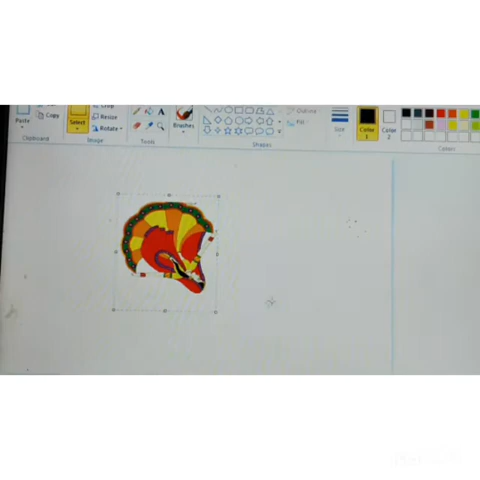 Crop
Outline
Paste
Copy
Select
Resize
Rotate
Brushes
Fill
Size
Color 1
Color 2
Clipboard
Image
Tools
Shapes
Colors